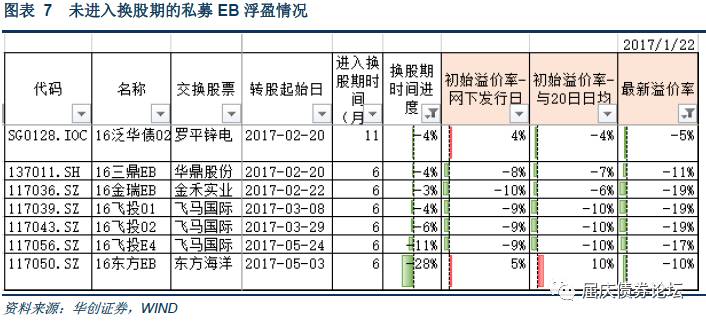 图表 7 未进入换股期的私募 EB 浮盈情况
2017/1/22
代码 名称 交换股票 转股起始日 进入换股期时间（月 换股期时间进度 初始溢价率-网下发行日 初始溢价率-与20日日均 最新溢价率
SG0128.IOC 16泛华债02 罗平锌电 2017-02-20 11 -4% 4% -4% -5%
137011.SH 16三鼎EB 华鼎股份 2017-02-20 6 -4% -8% -7% -11%
117036.SZ 16金瑞EB 金禾实业 2017-02-22 6 -3% -10% -6% -19%
117039.SZ 16飞投01 飞马国际 2017-03-08 6 -4% -9% -10% -19%
117043.SZ 16飞投02 飞马国际 2017-03-29 6 -6% -9% -10% -19%
117056.SZ 16飞投E4 飞马国际 2017-05-24 6 -11% -9% -10% -17%
117050.SZ 16东方EB 东方海洋 2017-05-03 6 -28% 5% 10% -10%
屈庆债券论坛
资料来源：华创证券，WIND